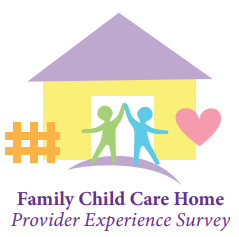 Family Child Care Home
Provider Experience Survey